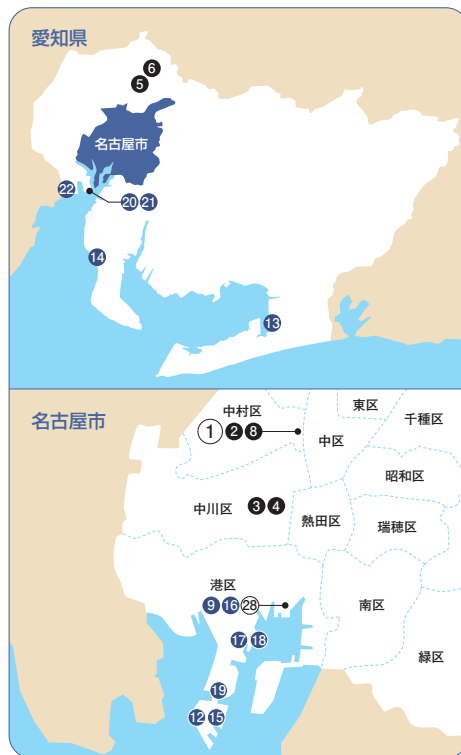 愛知県
6
5
名古屋市
22
20 21
14
13
名古屋市
中村区
1 2 8
東区
千種区
中区
昭和区
中川区
3 4
熱田区
瑞穂区
港区
9 16 28
南区
17 18
緑区
19
12 15